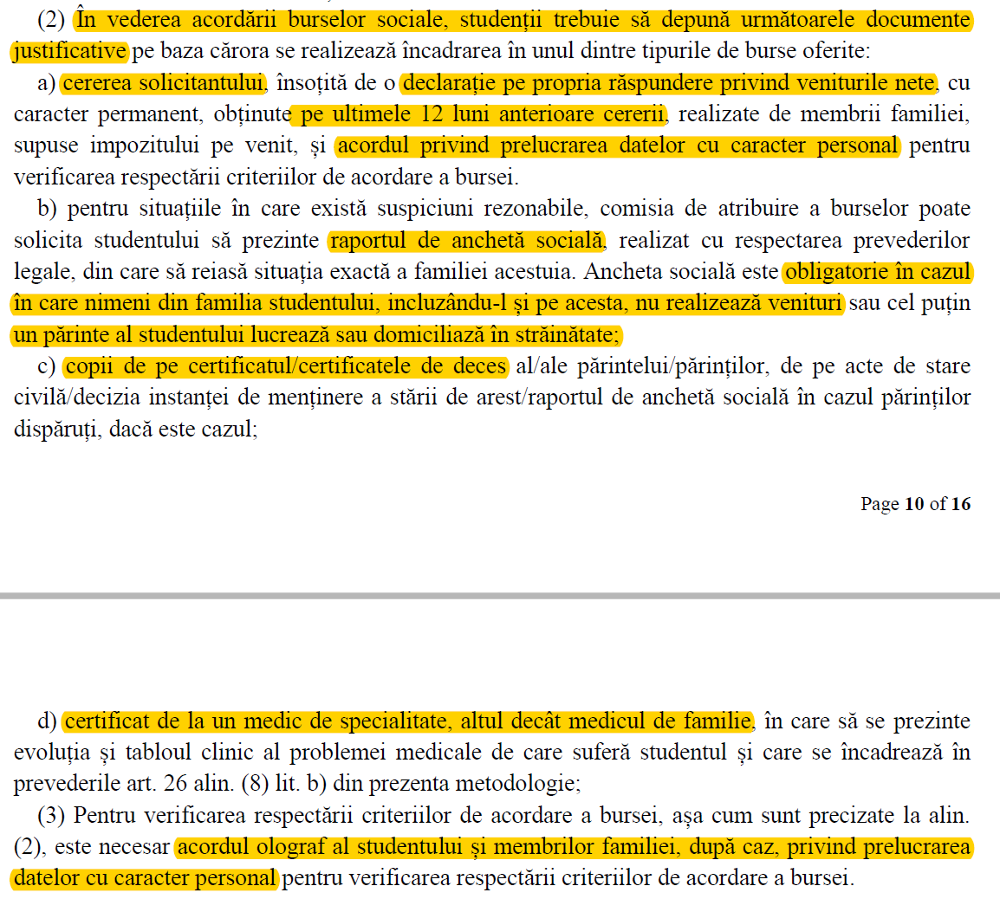 (2) În vederea acordării burselor sociale, studenții trebuie să depună următoarele documente
justificative pe baza cărora se realizează încadrarea în unul dintre tipurile de burse oferite:
a) cererea solicitantului, însoțită de o declarație pe propria răspundere privind veniturile nete, cu
caracter permanent, obținute pe ultimele 12 luni anterioare cererii, realizate de membrii familiei,
supuse impozitului pe venit, și acordul privind prelucrarea datelor cu caracter personal pentru
verificarea respectării criteriilor de acordare a bursei.
b) pentru situațiile în care există suspiciuni rezonabile, comisia de atribuire a burselor poate
solicita studentului să prezinte raportul de anchetă socială, realizat cu respectarea prevederilor
legale, din care să reiasă situația exactă a familiei acestuia. Ancheta socială este obligatorie în cazul
în care nimeni din familia studentului, incluzându-l și pe acesta, nu realizează venituri sau cel puțin
un părinte al studentului lucrează sau domiciliază în străinătate;
c) copii de pe certificatul/certificatele de deces al/ale părintelui/părinților, de pe acte de stare
civilă/decizia instanței de menținere a stării de arest/raportul de anchetă socială în cazul părinților
dispăruți, dacă este cazul;
Page 10 of 16
d) certificat de la un medic de specialitate, altul decât medicul de familie, în care să se prezinte
evoluția și tabloul clinic al problemei medicale de care suferă studentul și care se încadrează în
prevederile art. 26 alin. (8) lit. b) din prezenta metodologie;
(3) Pentru verificarea respectării criteriilor de acordare a bursei, așa cum sunt precizate la alin.
(2), este necesar acordul olograf al studentului și membrilor familiei, după caz, privind prelucrarea
datelor cu caracter personal pentru verificarea respectării criteriilor de acordare a bursei.